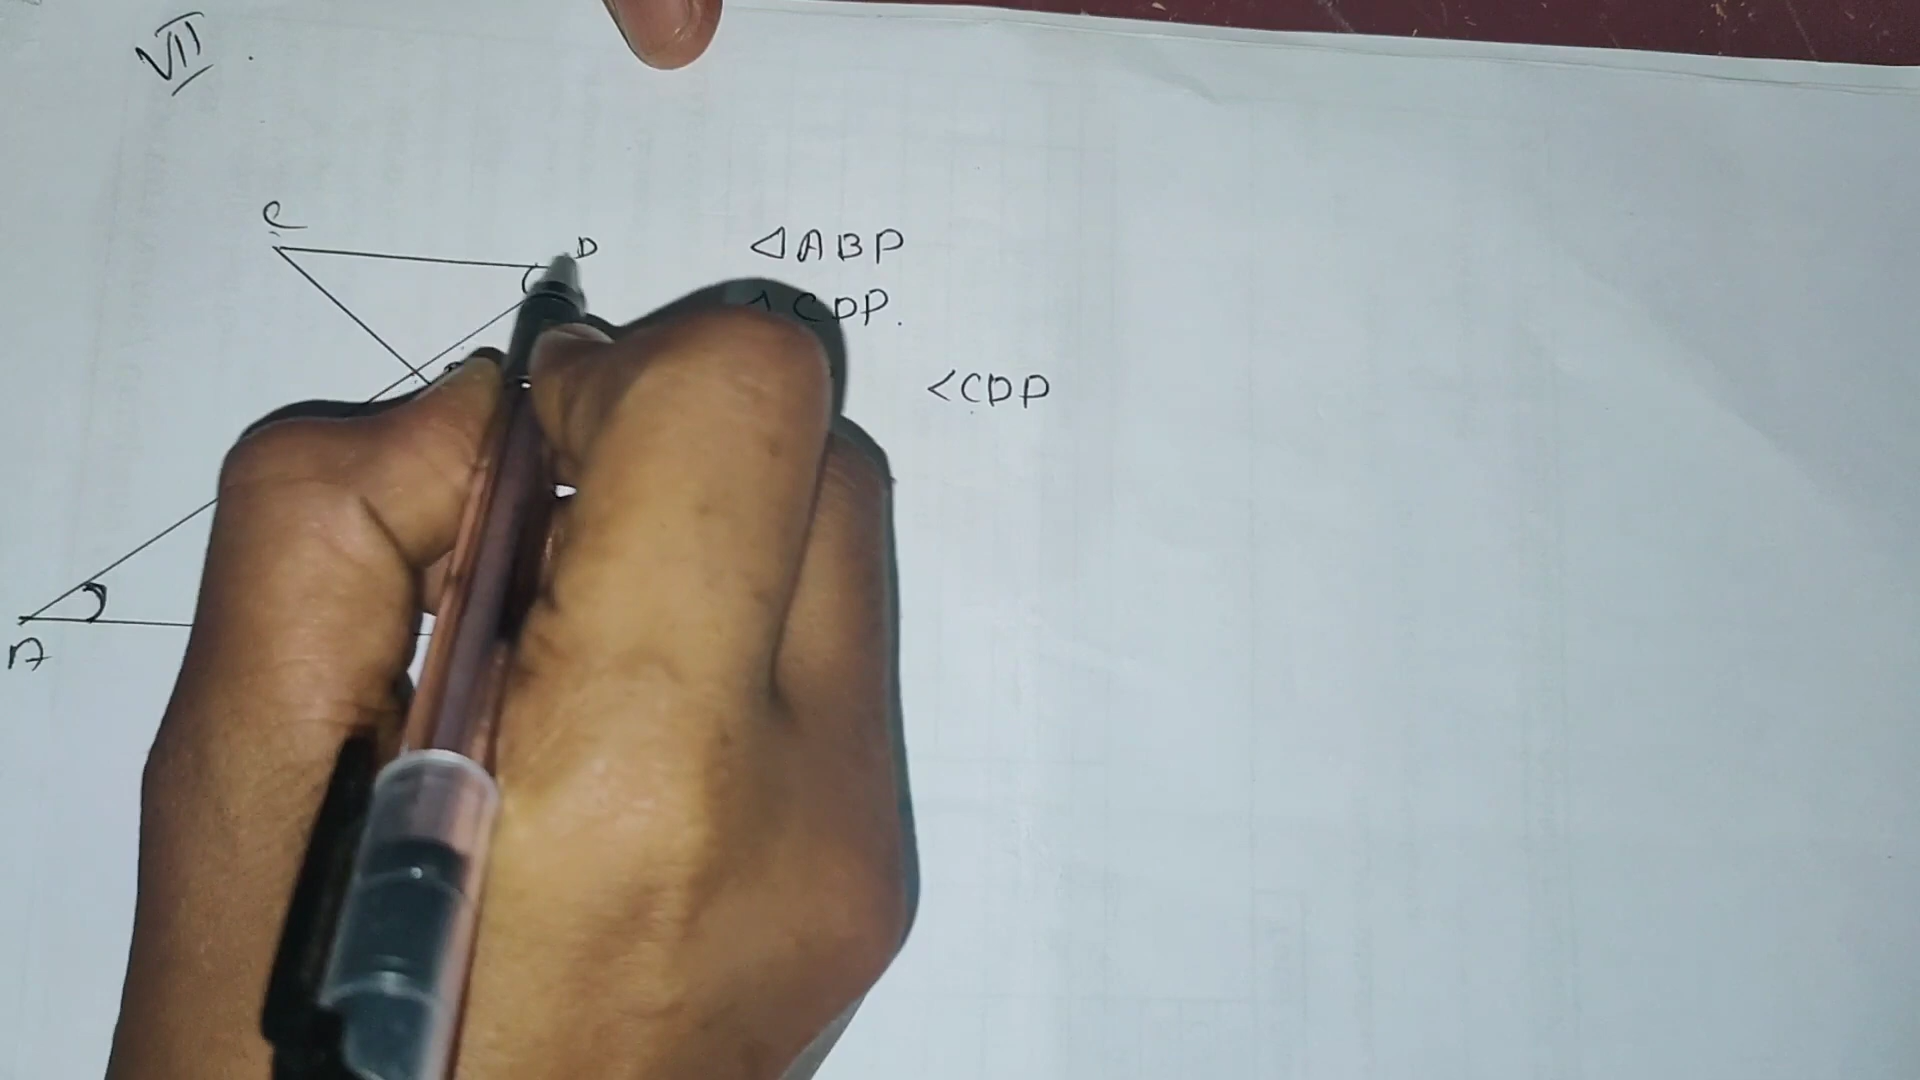 VII.
C
D
A
△ABP
△CDP.
<CDP